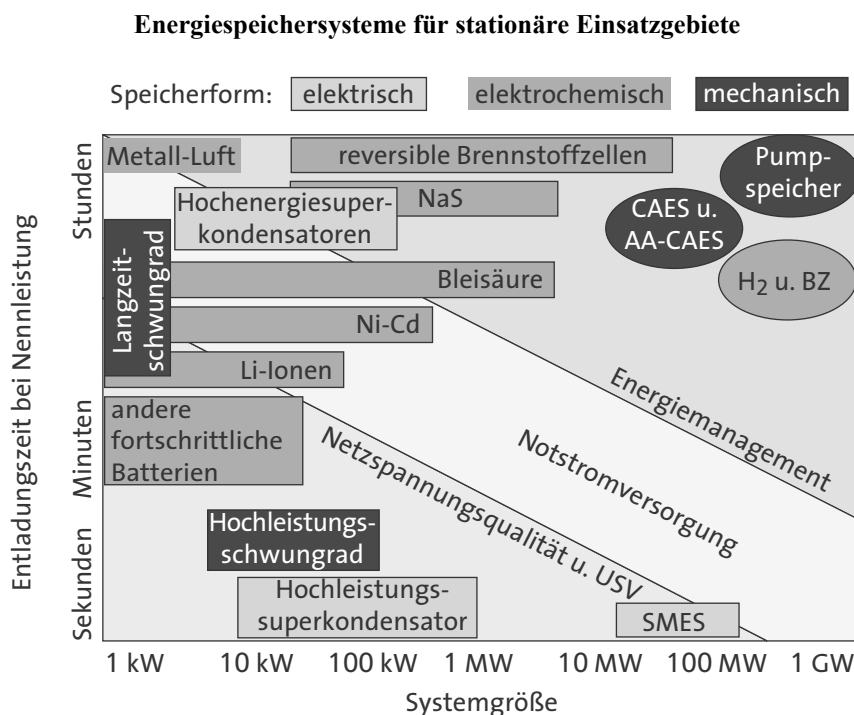 Energiespeichersysteme für stationäre Einsatzgebiete
Speicherform: elektrisch elektrochemisch mechanisch
Entladungszeit bei Nennleistung
Stunden
Minuten
Sekunden
Metall-Luft
reversible Brennstoffzellen
Pump-
speicher
NaS
Hochenergiesuper-
kondensatoren
CAES u.
AA-CAES
Langzeit-
schwungrad
Bleisäure
H₂ u. BZ
Ni-Cd
Li-Ionen
andere
fortschrittliche
Batterien
Energiemanagement
Notstromversorgung
Netzspannungsqualität u. USV
Hochleistungs-
schwungrad
Hochleistungs-
superkondensator
SMES
1 kW 10 kW 100 kW 1 MW 10 MW 100 MW 1 GW
Systemgröße